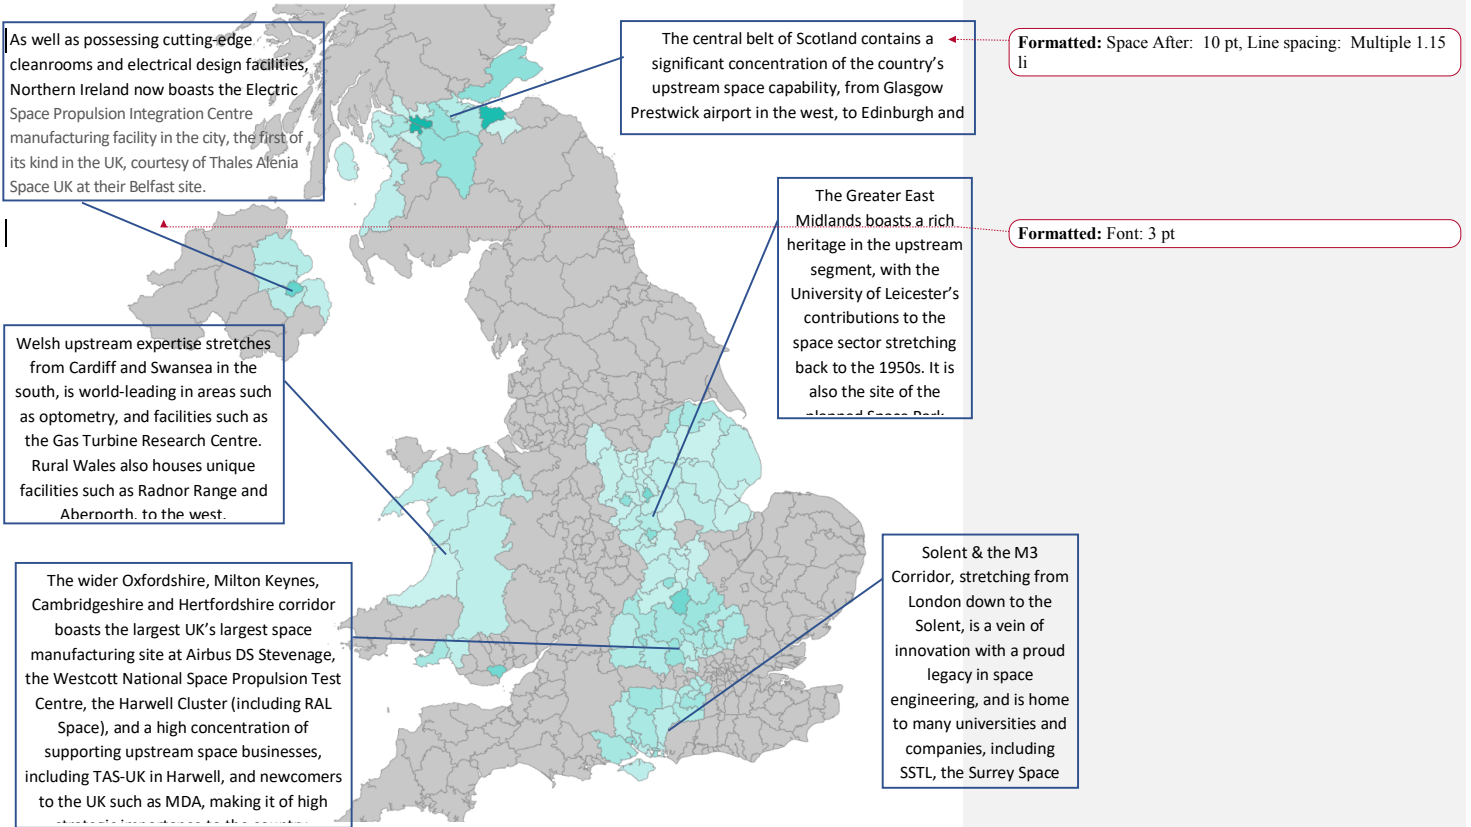 As well as possessing cutting-edge
cleanrooms and electrical design facilities,
Northern Ireland now boasts the Electric
Space Propulsion Integration Centre
manufacturing facility in the city, the first of
its kind in the UK, courtesy of Thales Alenia
Space UK at their Belfast site.
The central belt of Scotland contains a
significant concentration of the country's
upstream space capability, from Glasgow
Prestwick airport in the west, to Edinburgh and
Formatted: Space After:  10 pt, Line spacing:  Multiple 1.15
li
The Greater East
Midlands boasts a rich
heritage in the upstream
segment, with the
University of Leicester's
contributions to the
space sector stretching
back to the 1950s. It is
also the site of the
planned Space Park
Formatted: Font: 3 pt
Welsh upstream expertise stretches
from Cardiff and Swansea in the
south, is world-leading in areas such
as optometry, and facilities such as
the Gas Turbine Research Centre.
Rural Wales also houses unique
facilities such as Radnor Range and
Aberporth, to the west.
The wider Oxfordshire, Milton Keynes,
Cambridgeshire and Hertfordshire corridor
boasts the largest UK's largest space
manufacturing site at Airbus DS Stevenage,
the Westcott National Space Propulsion Test
Centre, the Harwell Cluster (including RAL
Space), and a high concentration of
supporting upstream space businesses,
including TAS-UK in Harwell, and newcomers
to the UK such as MDA, making it of high
strategic importance to the country.
Solent & the M3
Corridor, stretching from
London down to the
Solent, is a vein of
innovation with a proud
legacy in space
engineering, and is home
to many universities and
companies, including
SSTL, the Surrey Space